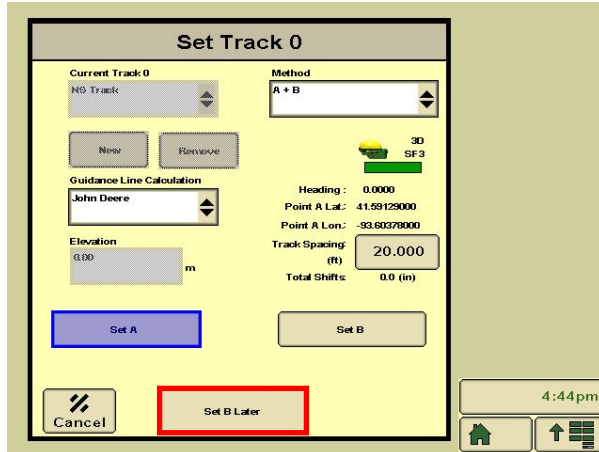 Set Track 0
Current Track 0
NS Track
Method
A + B
New
Remove
3D
SF3
Guidance Line Calculation
John Deere
Heading : 0.0000
Point A Lat.: 41.59129000
Point A Lon.: -93.60378000
Elevation
0.00
m
Track Spacing:
(ft)
20.000
Total Shifts: 0.0 (in)
Set A
Set B
Cancel
Set B Later
4:44pm